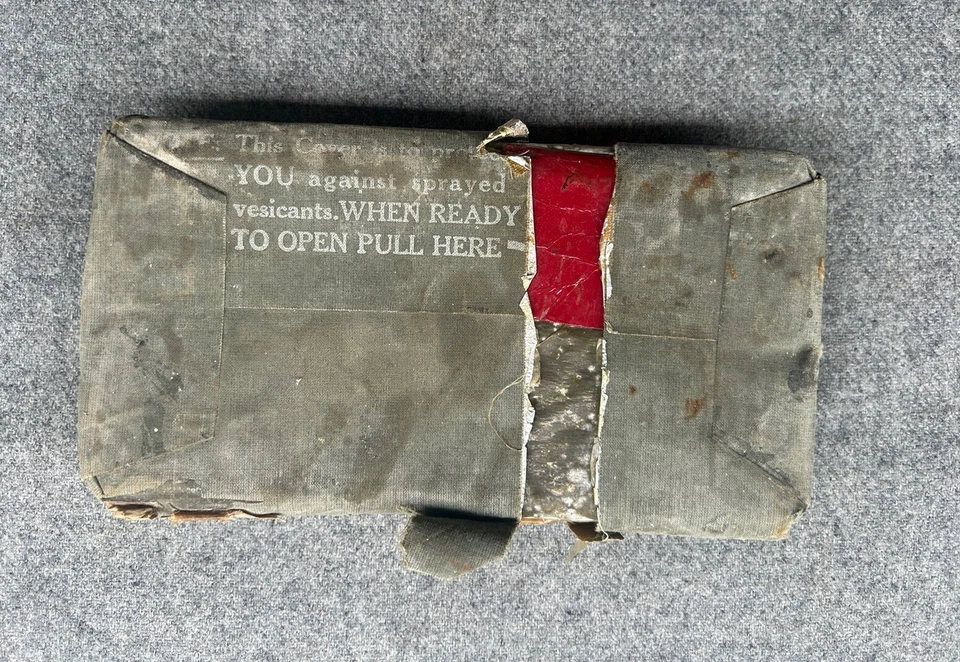 This Cover is to
YOU against sprayed
vesicants. WHEN READY
TO OPEN PULL HERE